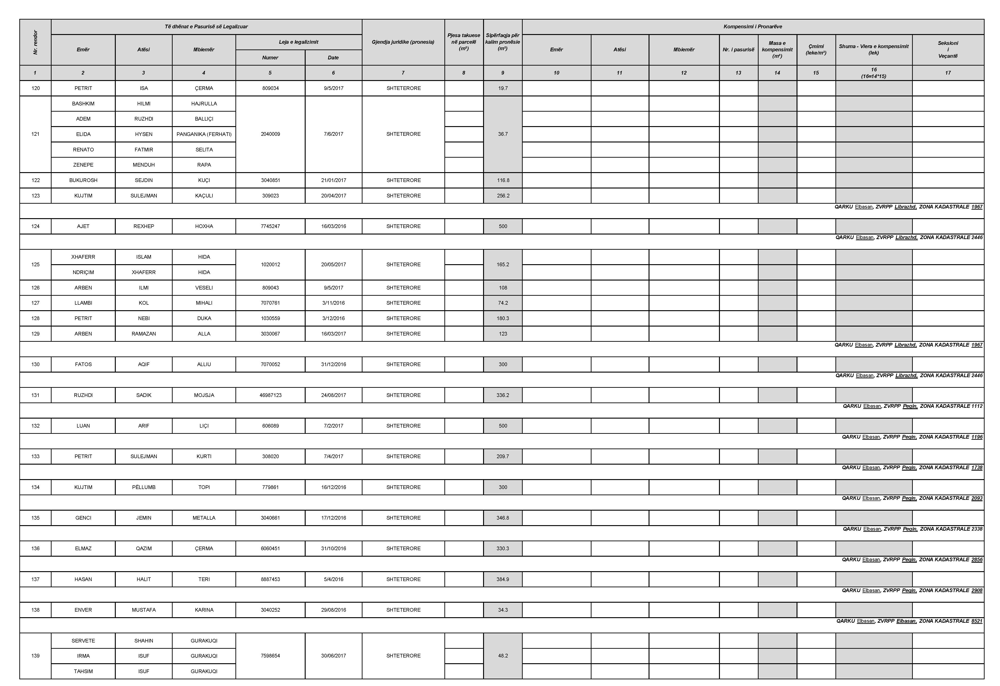 Nr. rendor
Të dhënat e Pasurisë së Legalizuar
Gjendja juridike (pronesia)
Pjesa takuese
në parcelë
(m²)
Sipërfaqja për
kalim pronësie
(m²)
Kompensimi i Pronarëve
Emër
Atësi
Mbiemër
Leja e legalizimit
Numer
Date
Emër
Atësi
Mbiemër
Nr. i pasurisë
Masa e
kompensimit
(m²)
Çmimi
(leke/m²)
Shuma - Vlera e kompensimit
(lek)
Seksioni
i
Veçantë
1 2 3 4 5 6 7 8 9 10 11 12 13 14 15 16 17
(16=14*15)
120 PETRIT ISA ÇERMA 809034 9/5/2017 SHTETERORE 19.7
BASHKIM HILMI HAJRULLA
ADEM RUZHDI BALLIÇI
121 ELIDA HYSEN PANGANIKA (FERHATI) 2040009 7/6/2017 SHTETERORE 36.7
RENATO FATMIR SELITA
ZENEPE MENDUH RAPA
122 BUKUROSH SEJDIN KUÇI 3040851 21/01/2017 SHTETERORE 116.8
123 KUJTIM SULEJMAN KAÇULI 309023 20/04/2017 SHTETERORE 256.2
QARKU Elbasan, ZVRPP Librazhd, ZONA KADASTRALE 1967
124 AJET REXHEP HOXHA 7745247 16/03/2016 SHTETERORE 500
QARKU Elbasan, ZVRPP Librazhd, ZONA KADASTRALE 2446
XHAFERR ISLAM HIDA
125 1020012 20/05/2017 SHTETERORE 165.2
NDRIÇIM XHAFERR HIDA
126 ARBEN ILMI VESELI 809043 9/5/2017 SHTETERORE 108
127 LLAMBI KOL MIHALI 7070761 3/11/2016 SHTETERORE 74.2
128 PETRIT NEBI DUKA 1030559 3/12/2016 SHTETERORE 180.3
129 ARBEN RAMAZAN ALLA 3030067 16/03/2017 SHTETERORE 123
QARKU Elbasan, ZVRPP Librazhd, ZONA KADASTRALE 1967
130 FATOS AQIF ALLIU 7070052 31/12/2016 SHTETERORE 300
QARKU Elbasan, ZVRPP Librazhd, ZONA KADASTRALE 2446
131 RUZHDI SADIK MOJSJA 46987123 24/08/2017 SHTETERORE 336.2
QARKU Elbasan, ZVRPP Peqin, ZONA KADASTRALE 1112
132 LUAN ARIF LIÇI 606089 7/2/2017 SHTETERORE 500
QARKU Elbasan, ZVRPP Peqin, ZONA KADASTRALE 1196
133 PETRIT SULEJMAN KURTI 308020 7/4/2017 SHTETERORE 209.7
QARKU Elbasan, ZVRPP Peqin, ZONA KADASTRALE 1738
134 KUJTIM PËLLUMB TOPI 779861 16/12/2016 SHTETERORE 300
QARKU Elbasan, ZVRPP Peqin, ZONA KADASTRALE 2093
135 GENCI JEMIN METALLA 3040661 17/12/2016 SHTETERORE 346.8
QARKU Elbasan, ZVRPP Peqin, ZONA KADASTRALE 2338
136 ELMAZ QAZIM ÇERMA 6060451 31/10/2016 SHTETERORE 330.3
QARKU Elbasan, ZVRPP Peqin, ZONA KADASTRALE 2856
137 HASAN HALIT TERI 8887453 5/4/2016 SHTETERORE 384.9
QARKU Elbasan, ZVRPP Peqin, ZONA KADASTRALE 2908
138 ENVER MUSTAFA KARINA 3040252 29/08/2016 SHTETERORE 34.3
QARKU Elbasan, ZVRPP Elbasan, ZONA KADASTRALE 8521
SERVETE SHAHIN GURAKUQI
139 IRMA ISUF GURAKUQI 7598654 30/06/2017 SHTETERORE 48.2
TAHSIM ISUF GURAKUQI